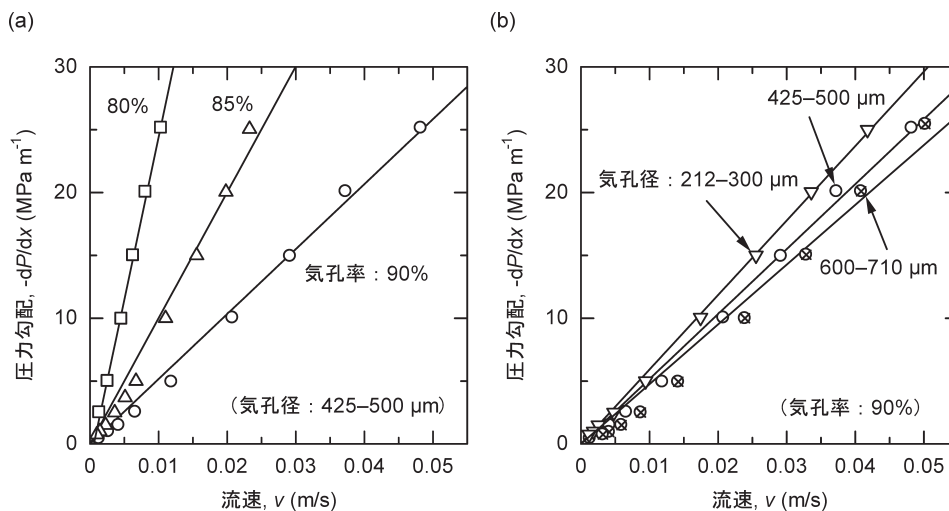 (a)
30
20
10
0
圧力勾配, -dP/dx (MPa m⁻¹)
80%
85%
気孔率：90%
（気孔径：425–500 µm）
0 0.01 0.02 0.03 0.04 0.05
流速, v (m/s)
(b)
30
20
10
0
圧力勾配, -dP/dx (MPa m⁻¹)
425–500 µm
気孔径：212–300 µm
600–710 µm
（気孔率：90%）
0 0.01 0.02 0.03 0.04 0.05
流速, v (m/s)